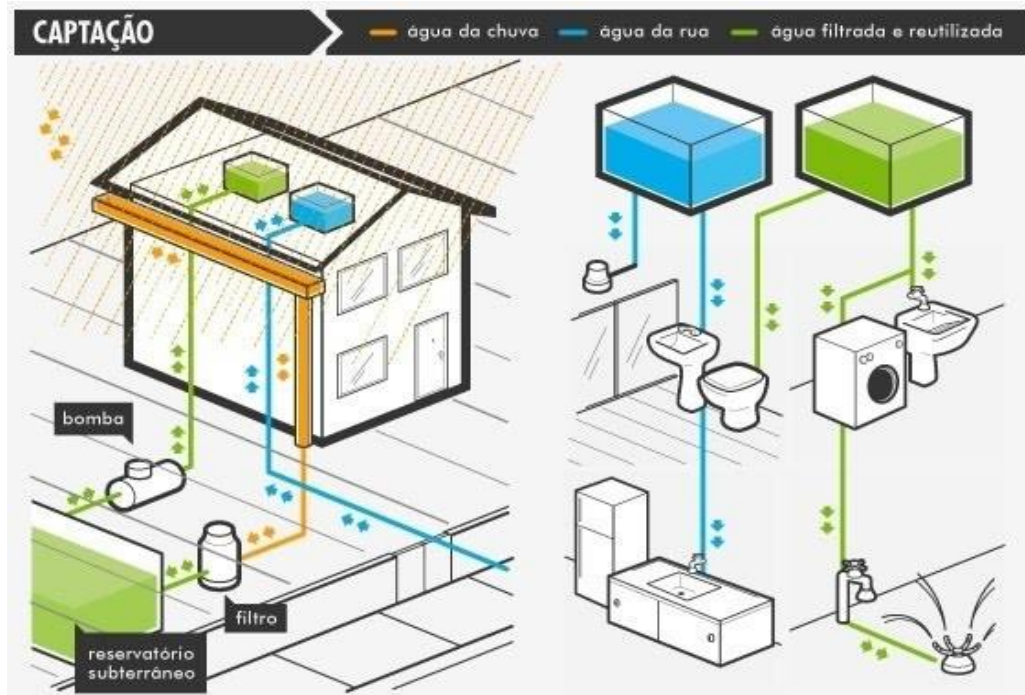 CAPTAÇÃO
água da chuva
água da rua
água filtrada e reutilizada
bomba
filtro
reservatório
subterrâneo